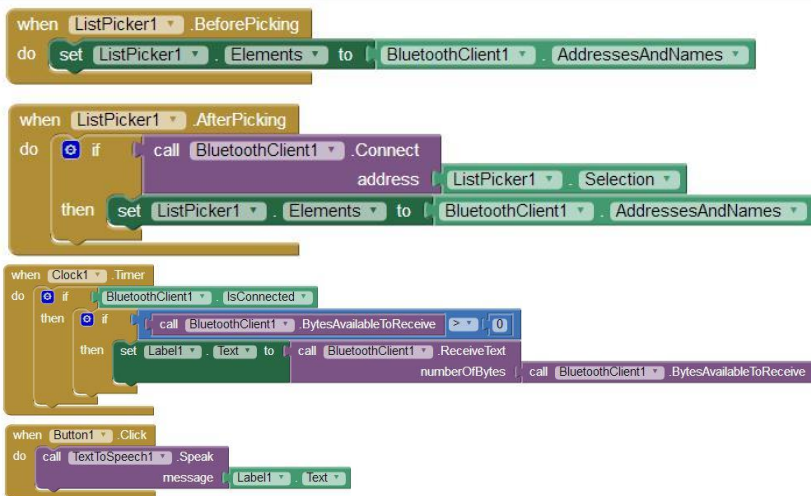 when ListPicker1 .BeforePicking
do set ListPicker1 . Elements to BluetoothClient1 . AddressesAndNames
when ListPicker1 .AfterPicking
do if call BluetoothClient1 .Connect
address ListPicker1 . Selection
then set ListPicker1 . Elements to BluetoothClient1 . AddressesAndNames
when Clock1 .Timer
do if BluetoothClient1 . IsConnected
then if call BluetoothClient1 .BytesAvailableToReceive > 0
then set Label1 . Text to call BluetoothClient1 .ReceiveText
numberOfBytes call BluetoothClient1 .BytesAvailableToReceive
when Button1 .Click
do call TextToSpeech1 .Speak
message Label1 . Text